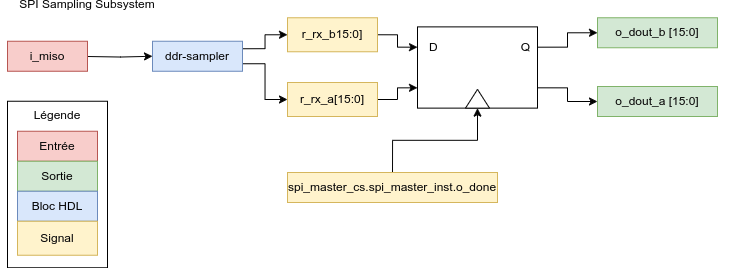 SPI Sampling Subsystem
i_miso
ddr-sampler
r_rx_b15:0]
r_rx_a[15:0]
D
Q
o_dout_b [15:0]
o_dout_a [15:0]
spi_master_cs.spi_master_inst.o_done
Légende
Entrée
Sortie
Bloc HDL
Signal